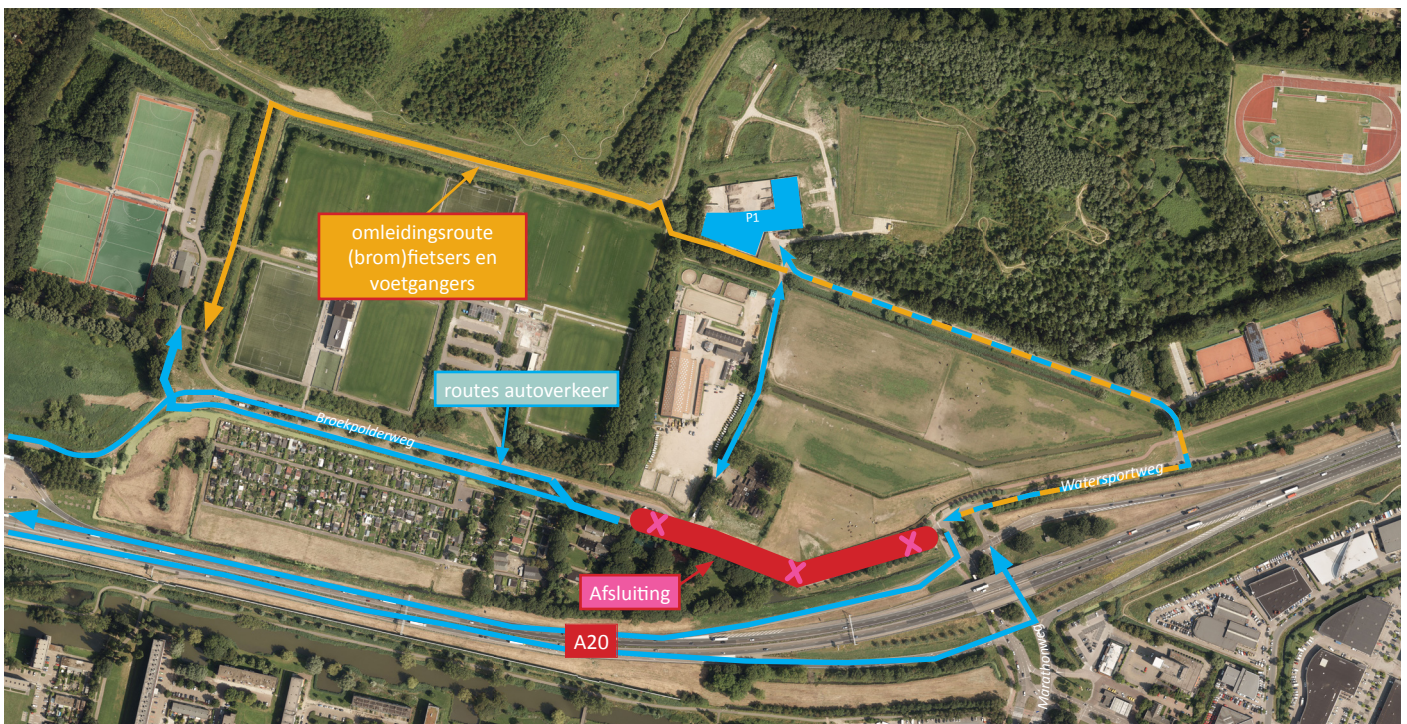 P1
omleidingsroute
(brom)fietsers en
voetgangers
routes autoverkeer
Broekpolderweg
Watersportweg
Afsluiting
A20
Marathonweg